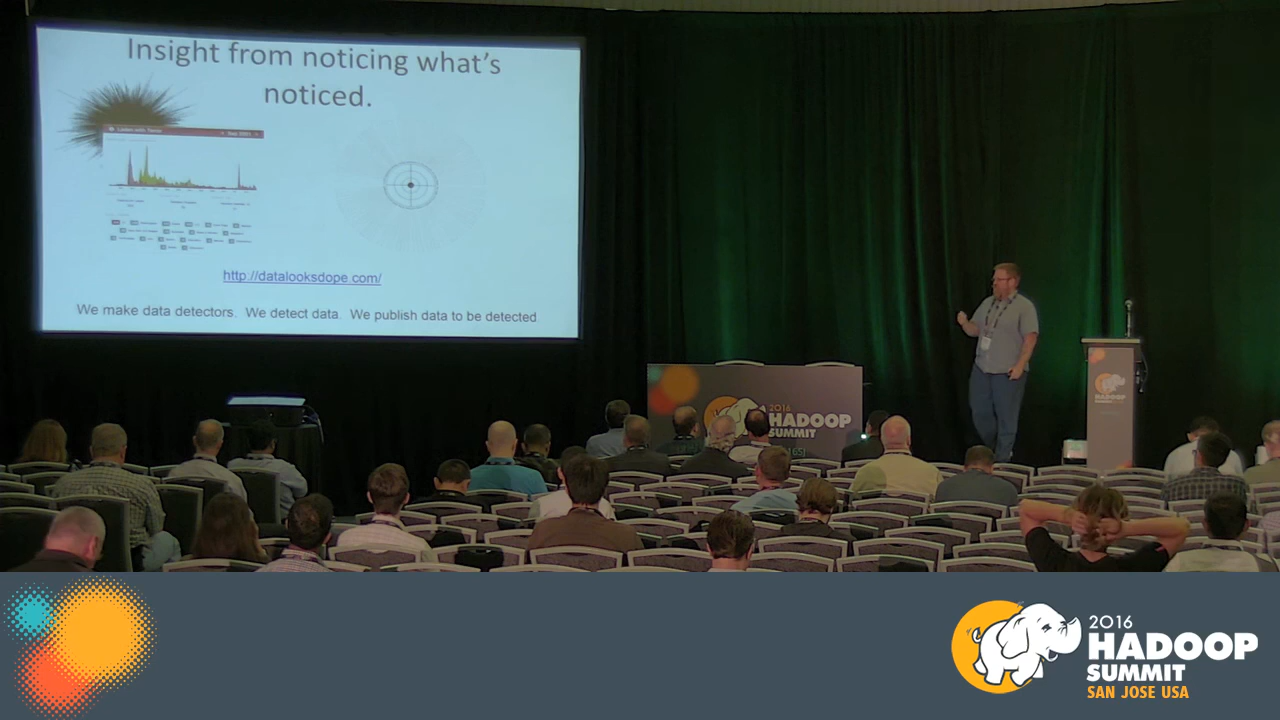 Insight from noticing what's
noticed.
http://datalooksdope.com/
We make data detectors. We detect data. We publish data to be detected
2016
HADOOP
SUMMIT
HADOOP
2016
HADOOP
SUMMIT
SAN JOSE USA